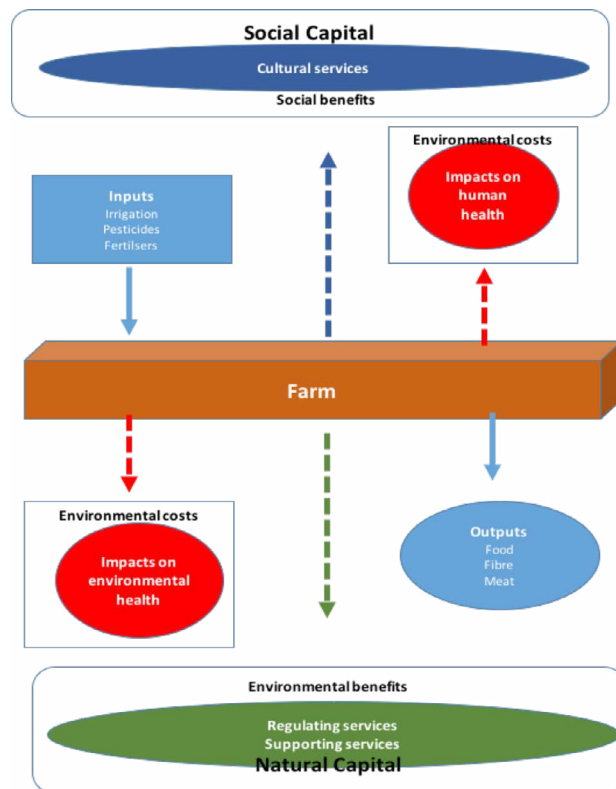 Social Capital
Cultural services
Social benefits
Environmental costs
Impacts on
human
health
Inputs
Irrigation
Pesticides
Fertilsers
Farm
Environmental costs
Impacts on
environmental
health
Outputs
Food
Fibre
Meat
Environmental benefits
Regulating services
Supporting services
Natural Capital